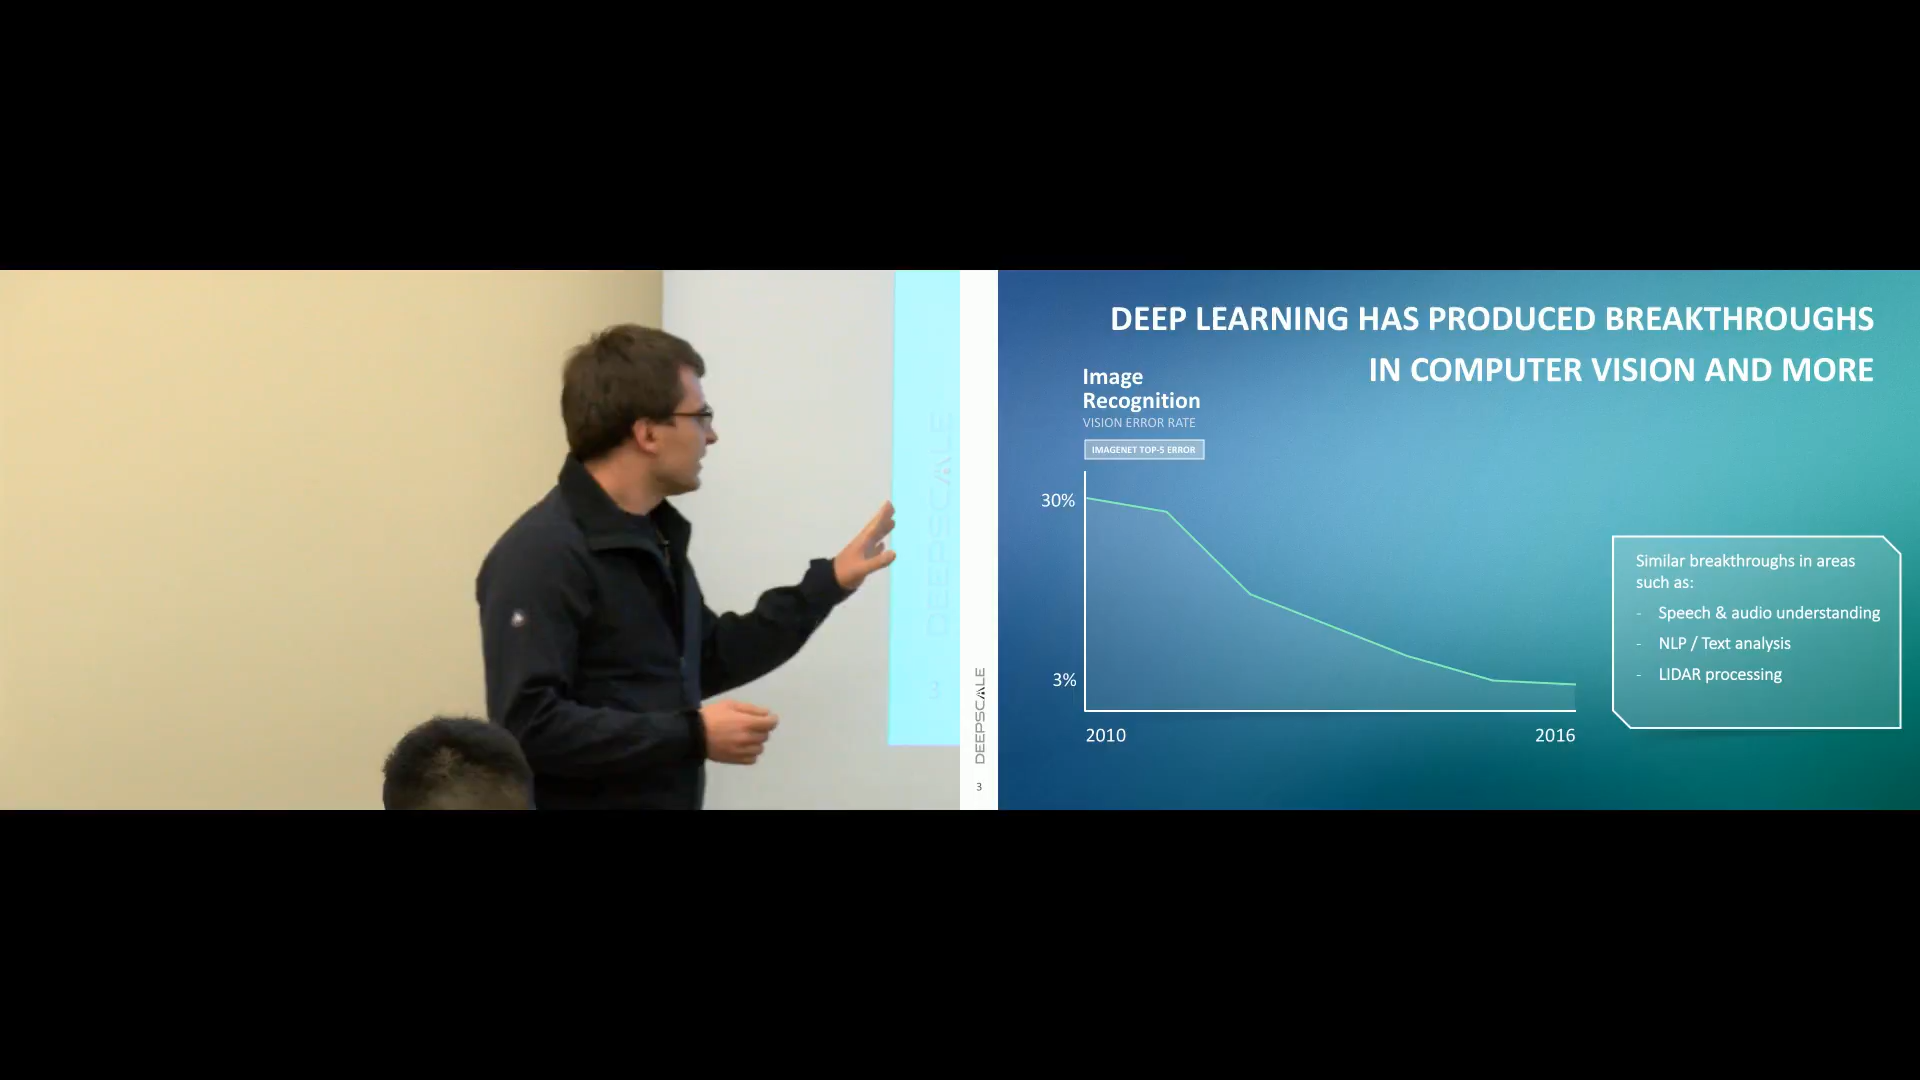 DEEPSCALE
3
DEEPSCALE
3
DEEP LEARNING HAS PRODUCED BREAKTHROUGHS
IN COMPUTER VISION AND MORE
Image
Recognition
VISION ERROR RATE
IMAGENET TOP-5 ERROR
30%
3%
2010
2016
Similar breakthroughs in areas
such as:
- Speech & audio understanding
- NLP / Text analysis
- LIDAR processing